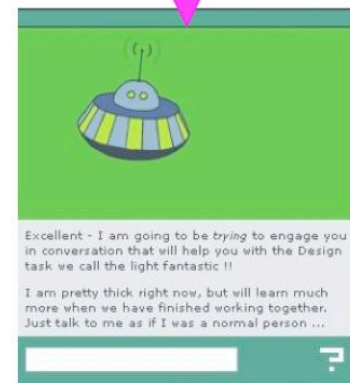 Excellent - I am going to be trying to engage you
in conversation that will help you with the Design
task we call the light fantastic !!
I am pretty thick right now, but will learn much
more when we have finished working together.
Just talk to me as if I was a normal person ...
?